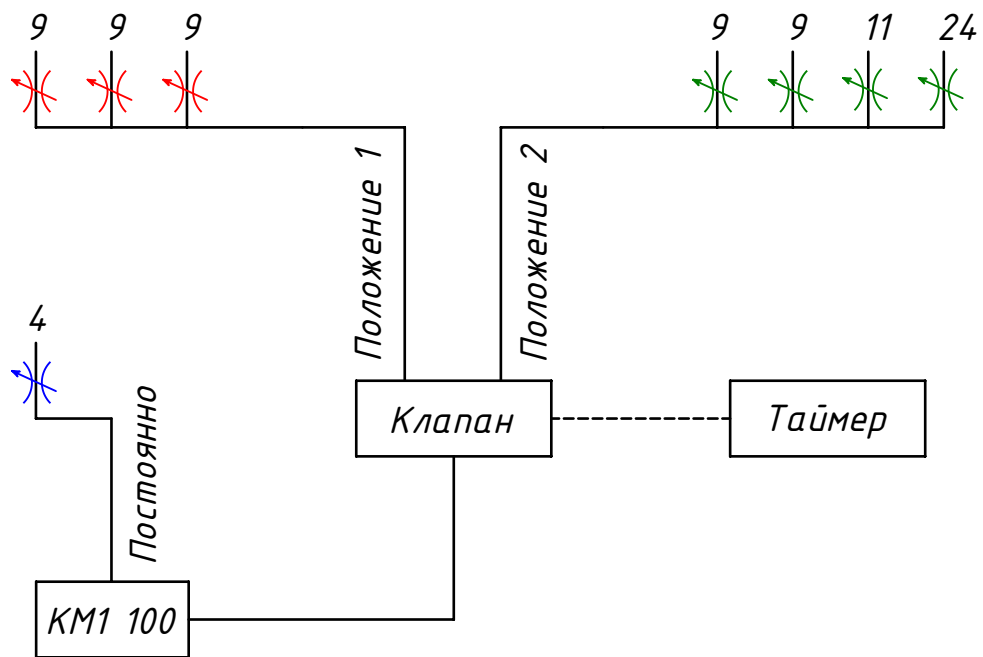 9 9 9 9 9 11 24
Положение 1
Положение 2
4
Постоянно
Клапан
Таймер
КМ1 100